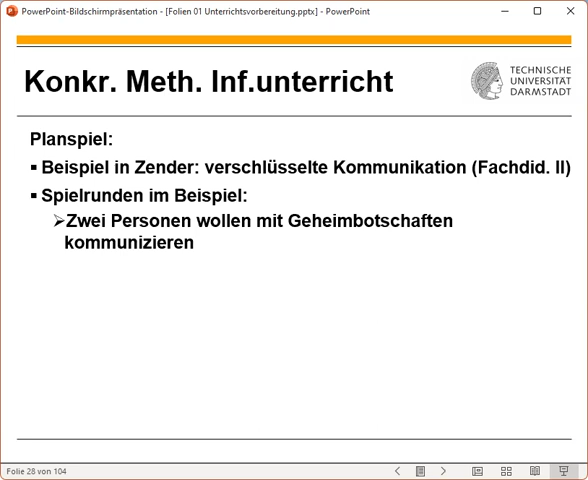 PowerPoint-Bildschirmpräsentation - [Folien 01 Unterrichtsvorbereitung.pptx] - PowerPoint
Konkr. Meth. Inf.unterricht
TECHNISCHE
UNIVERSITÄT
DARMSTADT
Planspiel:
▪ Beispiel in Zender: verschlüsselte Kommunikation (Fachdid. II)
▪ Spielrunden im Beispiel:
➢Zwei Personen wollen mit Geheimbotschaften
kommunizieren
Folie 28 von 104